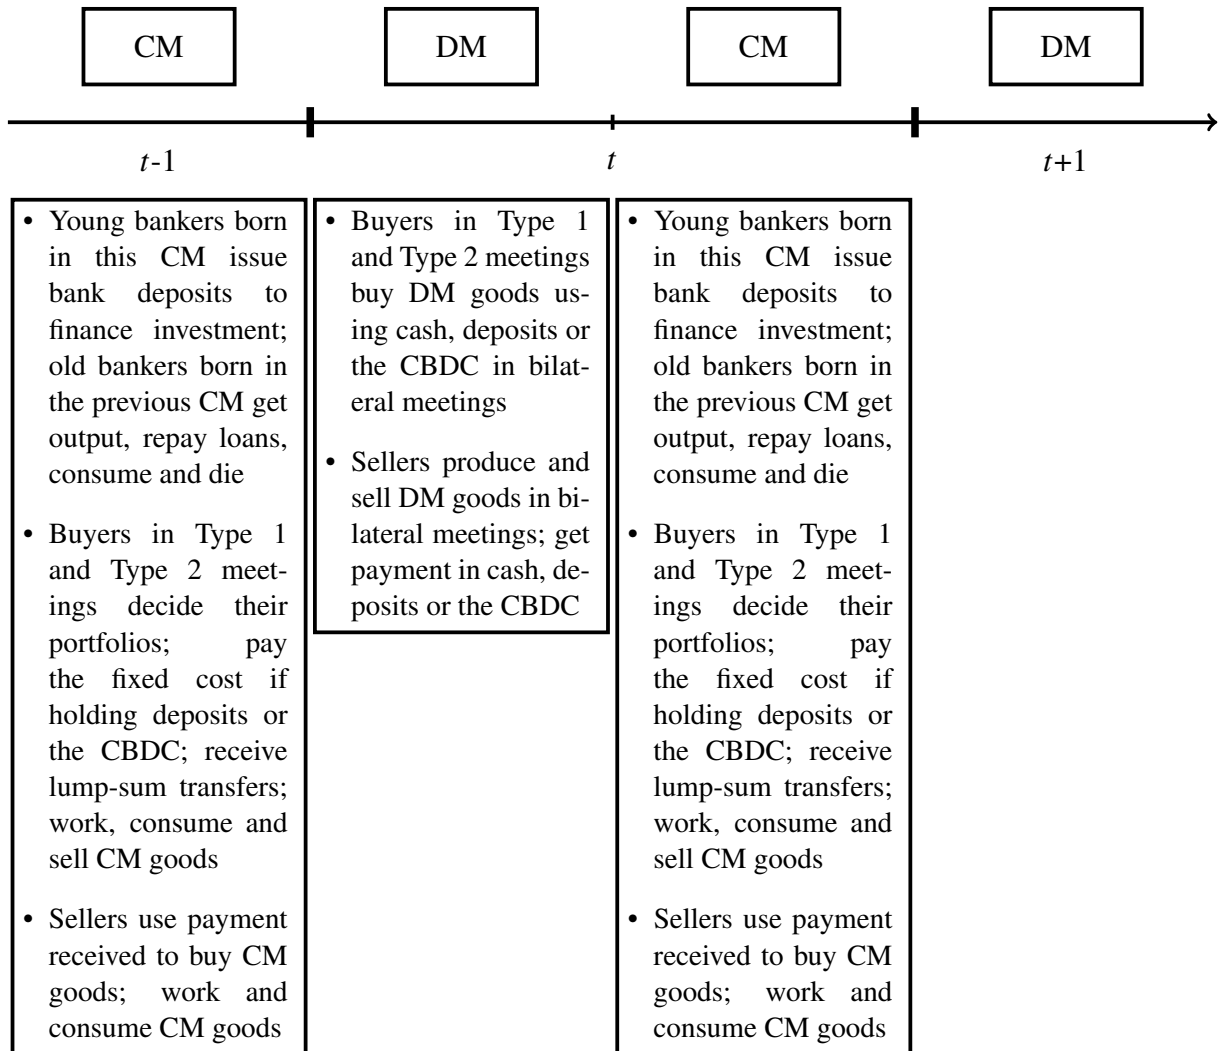 CM
DM
CM
DM
t-1
t
t+1
• Young bankers born
in this CM issue
bank deposits to
finance investment;
old bankers born in
the previous CM get
output, repay loans,
consume and die
• Buyers in Type 1
and Type 2 meet-
ings decide their
portfolios; pay
the fixed cost if
holding deposits or
the CBDC; receive
lump-sum transfers;
work, consume and
sell CM goods
• Sellers use payment
received to buy CM
goods; work and
consume CM goods
• Buyers in Type 1
and Type 2 meetings
buy DM goods us-
ing cash, deposits or
the CBDC in bilat-
eral meetings
• Sellers produce and
sell DM goods in bi-
lateral meetings; get
payment in cash, de-
posits or the CBDC
• Young bankers born
in this CM issue
bank deposits to
finance investment;
old bankers born in
the previous CM get
output, repay loans,
consume and die
• Buyers in Type 1
and Type 2 meet-
ings decide their
portfolios; pay
the fixed cost if
holding deposits or
the CBDC; receive
lump-sum transfers;
work, consume and
sell CM goods
• Sellers use payment
received to buy CM
goods; work and
consume CM goods